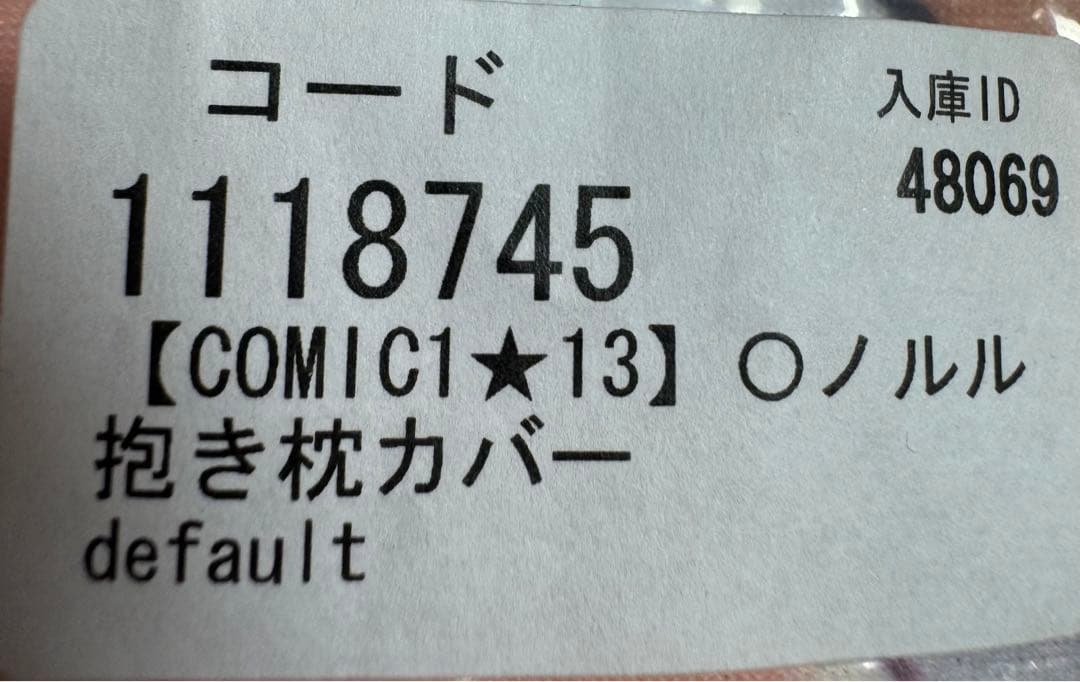 コード
入庫ID
1118745
48069
【COMIC1★13】〇ノルル
抱き枕カバー
default